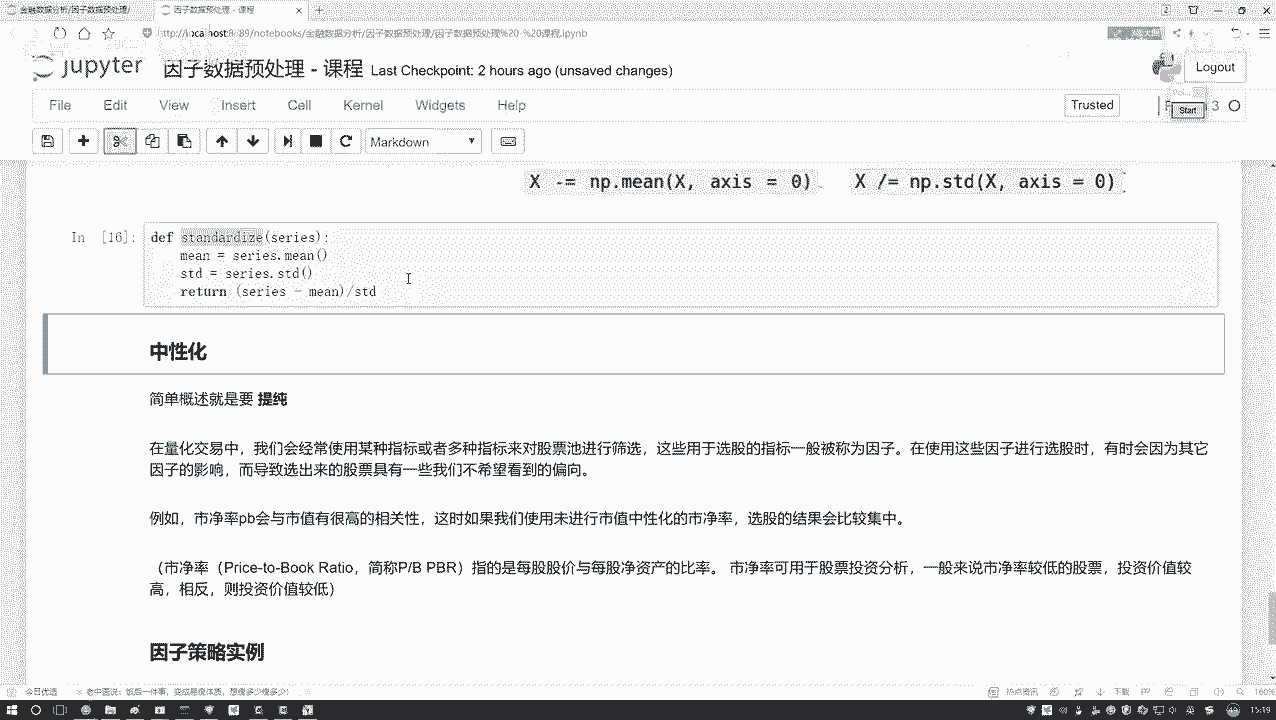 金融数据分析/因子数据预处理/
因子数据预处理 - 课程
localhost:8889/notebooks/金融数据分析/因子数据预处理/因子数据预处理%20-%20课程.ipynb
jupyter 因子数据预处理 - 课程 Last Checkpoint: 2 hours ago (unsaved changes)
Logout
File Edit View Insert Cell Kernel Widgets Help
Trusted
3
Start
Markdown
X -= np.mean(X, axis = 0) X /= np.std(X, axis = 0)
In [16]: def standardize(series):
mean = series.mean()
std = series.std()
return (series - mean)/std
中性化
简单概述就是要 提纯
在量化交易中，我们会经常使用某种指标或者多种指标来对股票池进行筛选，这些用于选股的指标一般被称为因子。在使用这些因子进行选股时，有时会因为其它
因子的影响，而导致选出来的股票具有一些我们不希望看到的偏向。
例如，市净率pb会与市值有很高的相关性，这时如果我们使用未进行市值中性化的市净率，选股的结果会比较集中。
（市净率（Price-to-Book Ratio，简称P/B PBR）指的是每股股价与每股净资产的比率。 市净率可用于股票投资分析，一般来说市净率较低的股票，投资价值较
高，相反，则投资价值较低）
因子策略实例
今日优选
热点资讯
下载
160%
15:19